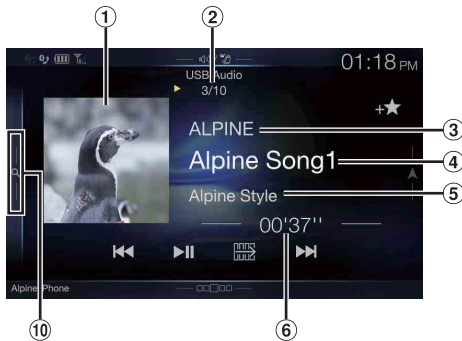 ① ②
01:18 PM
USB Audio
3/10
ALPINE ③
Alpine Song1 ④
Alpine Style ⑤
00'37''
Alpine Phone
⑩ ⑥